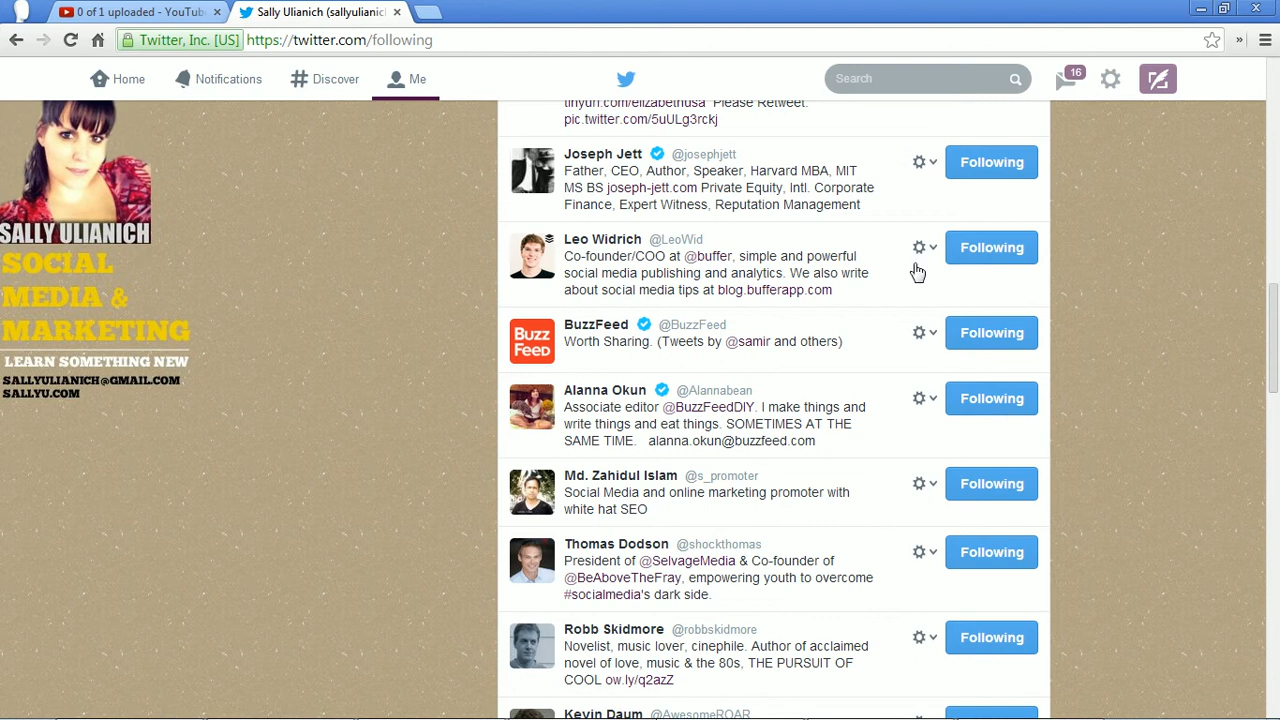 0 of 1 uploaded - YouTube
Sally Ulianich (sallyulianic
Twitter, Inc. [US] https://twitter.com/following
Home Notifications Discover Me Search 16
tinyurl.com/elizabethusa Please Retweet.
pic.twitter.com/5uULg3rckj
Joseph Jett @josephjett
Father, CEO, Author, Speaker, Harvard MBA, MIT
MS BS joseph-jett.com Private Equity, Intl. Corporate
Finance, Expert Witness, Reputation Management
Following
Leo Widrich @LeoWid
Co-founder/COO at @buffer, simple and powerful
social media publishing and analytics. We also write
about social media tips at blog.bufferapp.com
Following
Buzz
Feed
BuzzFeed @BuzzFeed
Worth Sharing. (Tweets by @samir and others)
Following
Alanna Okun @Alannabean
Associate editor @BuzzFeedDIY. I make things and
write things and eat things. SOMETIMES AT THE
SAME TIME. alanna.okun@buzzfeed.com
Following
Md. Zahidul Islam @s_promoter
Social Media and online marketing promoter with
white hat SEO
Following
Thomas Dodson @shockthomas
President of @SelvageMedia & Co-founder of
@BeAboveTheFray, empowering youth to overcome
#socialmedia's dark side.
Following
Robb Skidmore @robbskidmore
Novelist, music lover, cinephile. Author of acclaimed
novel of love, music & the 80s, THE PURSUIT OF
COOL ow.ly/q2azZ
Following
Kevin Daum @AwesomeROAR
SALLY ULIANICH
SOCIAL
MEDIA &
MARKETING
LEARN SOMETHING NEW
SALLYULIANICH@GMAIL.COM
SALLYU.COM